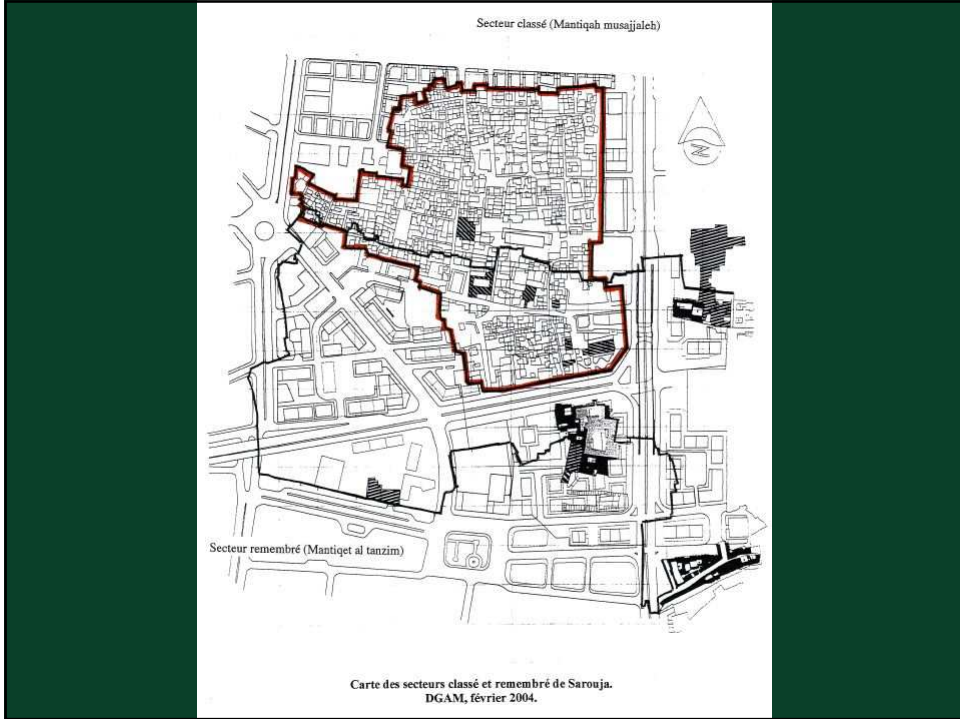 Secteur classé (Mantiqah musajjaleh)
N
Secteur remembré (Mantiqet al tanzim)
Carte des secteurs classé et remembré de Sarouja.
DGAM, février 2004.